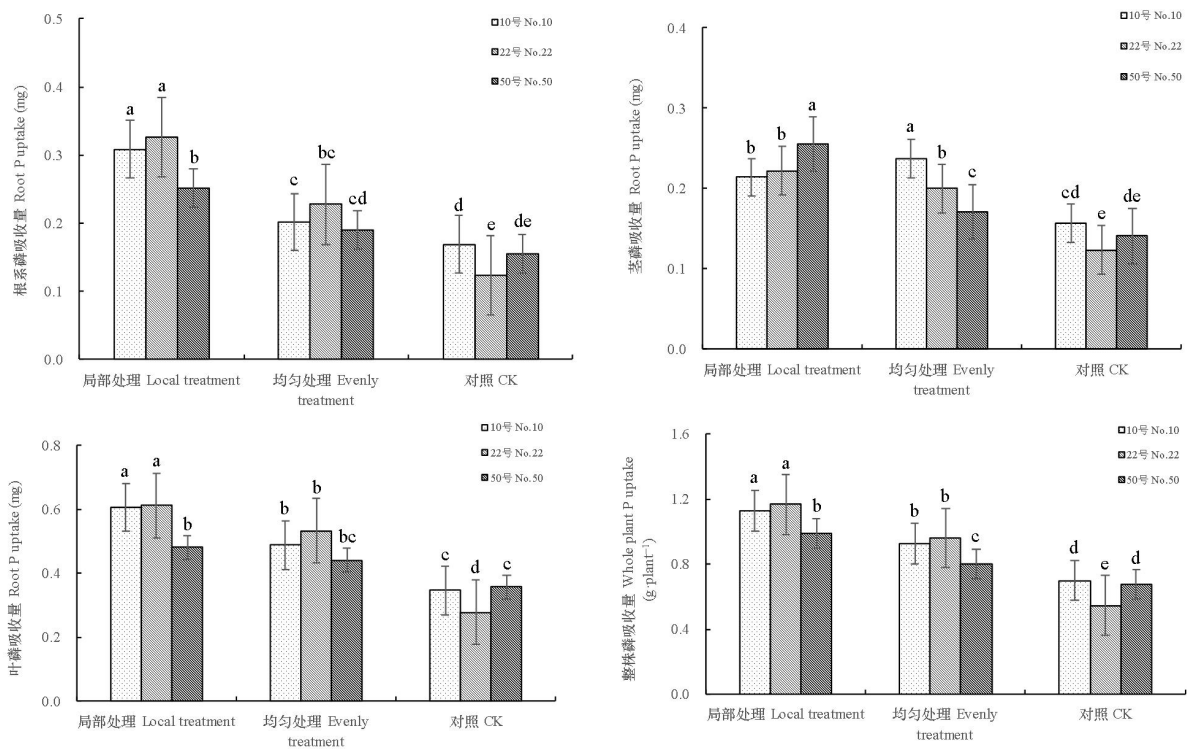 根系磷吸收量 Root P uptake (mg)
0.5
0.4
0.3
0.2
0.1
0.0
10号 No.10
22号 No.22
50号 No.50
a
a
b
c
bc
cd
d
e
de
局部处理 Local treatment
均匀处理 Evenly
treatment
对照 CK
茎磷吸收量 Root P uptake (mg)
0.4
0.3
0.2
0.1
0.0
10号 No.10
22号 No.22
50号 No.50
b
b
a
a
b
c
cd
e
de
局部处理 Local treatment
均匀处理 Evenly
treatment
对照 CK
叶磷吸收量 Root P uptake (mg)
0.8
0.6
0.4
0.2
0.0
10号 No.10
22号 No.22
50号 No.50
a
a
b
b
b
bc
c
d
c
局部处理 Local treatment
均匀处理 Evenly
treatment
对照 CK
整株磷吸收量 Whole plant P uptake
(g·plant⁻¹)
1.6
1.2
0.8
0.4
0.0
10号 No.10
22号 No.22
50号 No.50
a
a
b
b
b
c
d
e
d
局部处理 Local treatment
均匀处理 Evenly
treatment
对照 CK